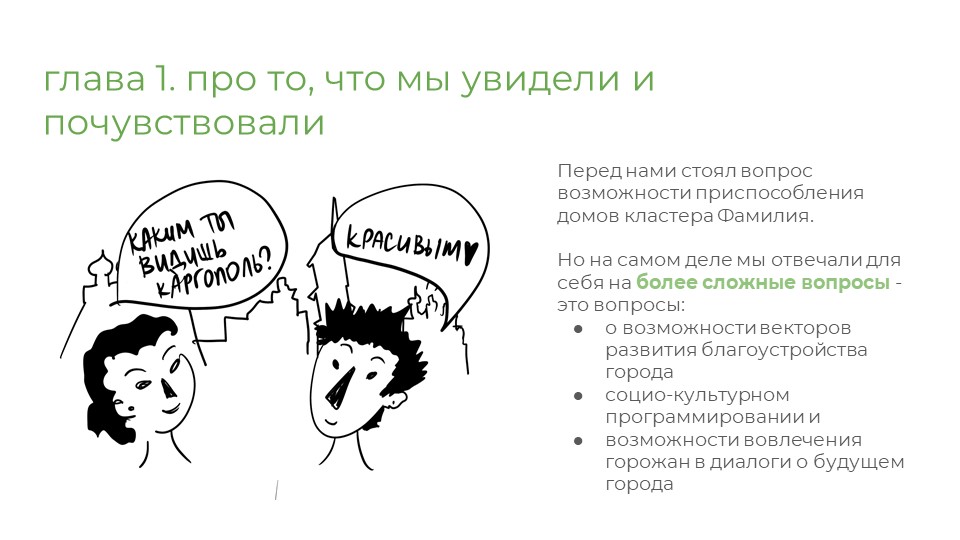 глава 1. про то, что мы увидели и
почувствовали
КАКИМ ТЫ
ВИДИШЬ
КАРГОПОЛЬ?
КРАСИВЫМ♥
Перед нами стоял вопрос
возможности приспособления
домов кластера Фамилия.
Но на самом деле мы отвечали для
себя на более сложные вопросы -
это вопросы:
● о возможности векторов
развития благоустройства
города
● социо-культурном
программировании и
● возможности вовлечения
горожан в диалоги о будущем
города